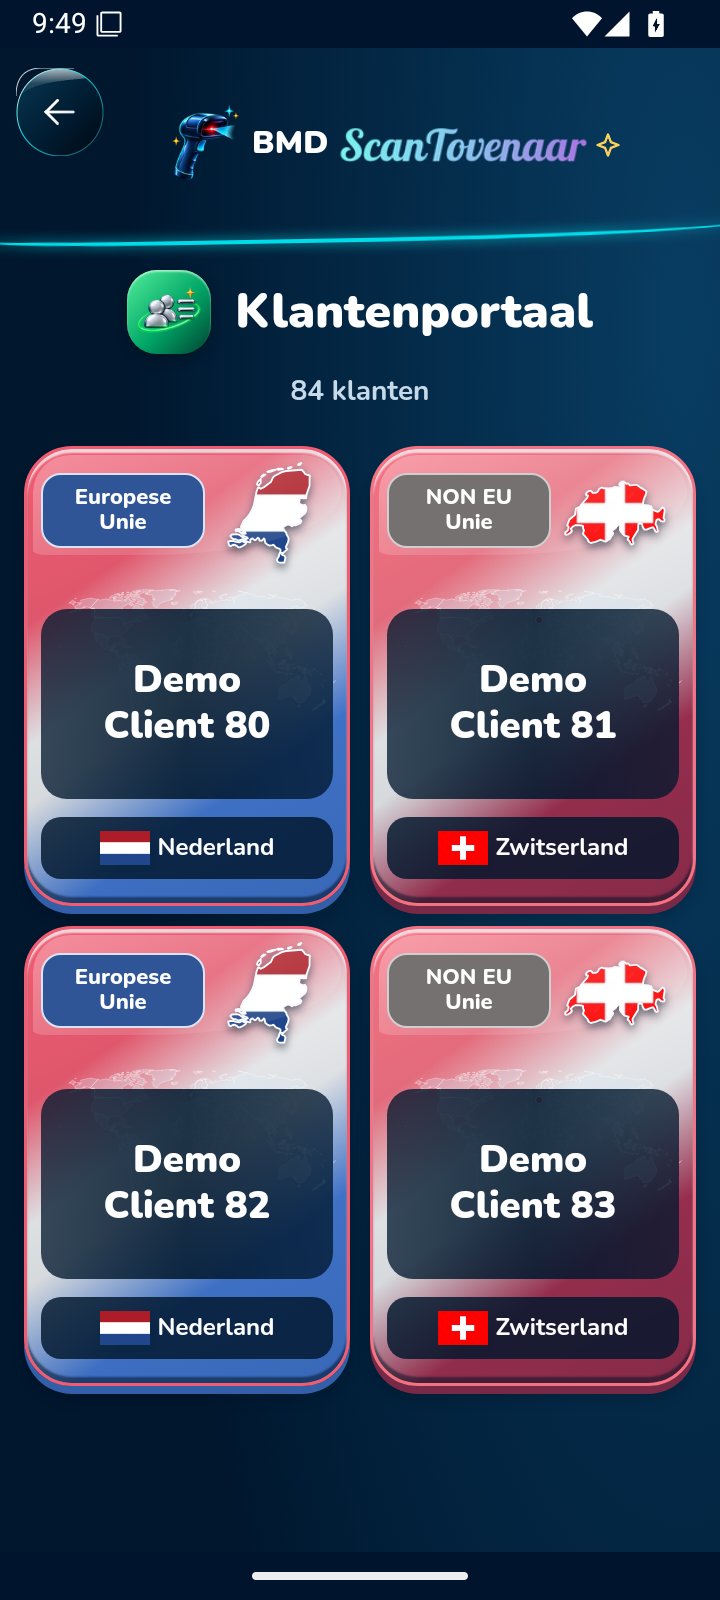 9:49
BMD ScanTovenaar
Klantenportaal
84 klanten
Europese
Unie
Demo
Client 80
Nederland
NON EU
Unie
Demo
Client 81
Zwitserland
Europese
Unie
Demo
Client 82
Nederland
NON EU
Unie
Demo
Client 83
Zwitserland